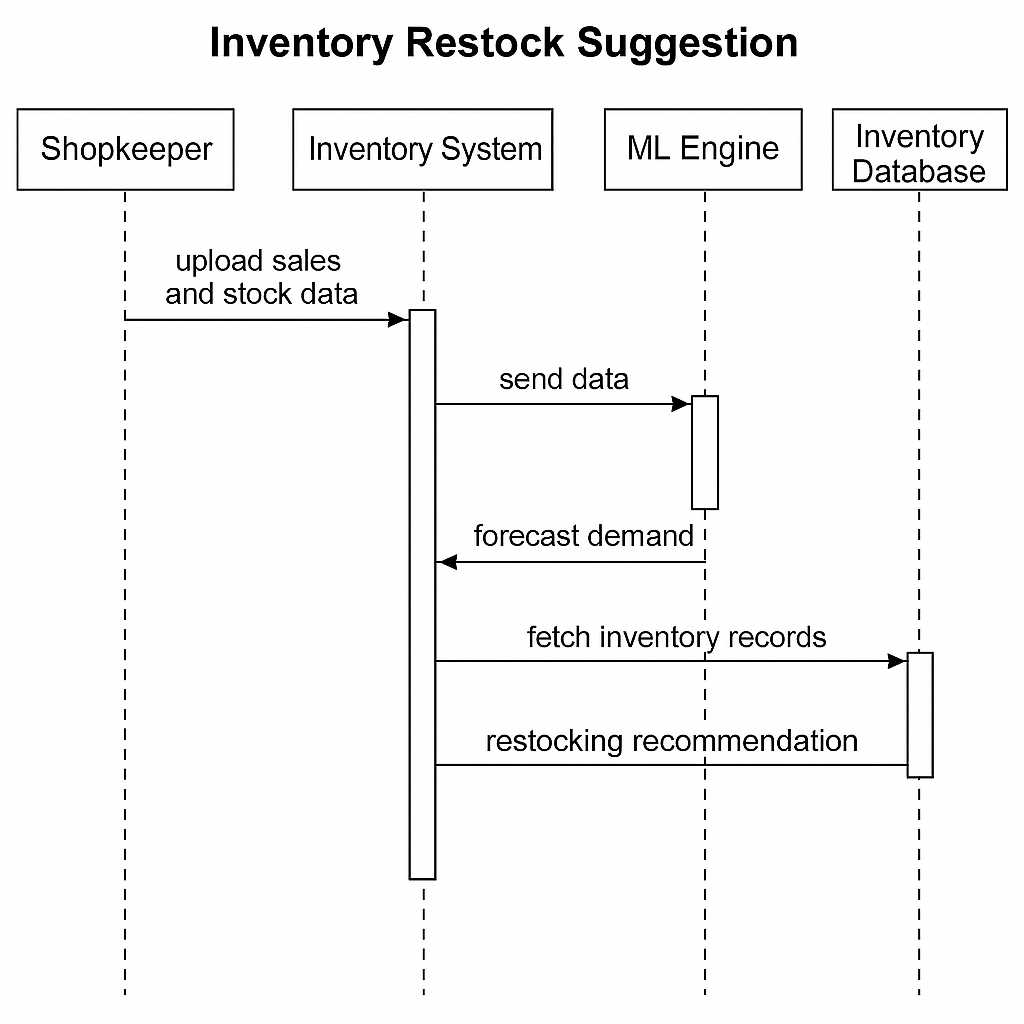 Inventory Restock Suggestion
Shopkeeper
Inventory System
ML Engine
Inventory
Database
upload sales
and stock data
send data
forecast demand
fetch inventory records
restocking recommendation